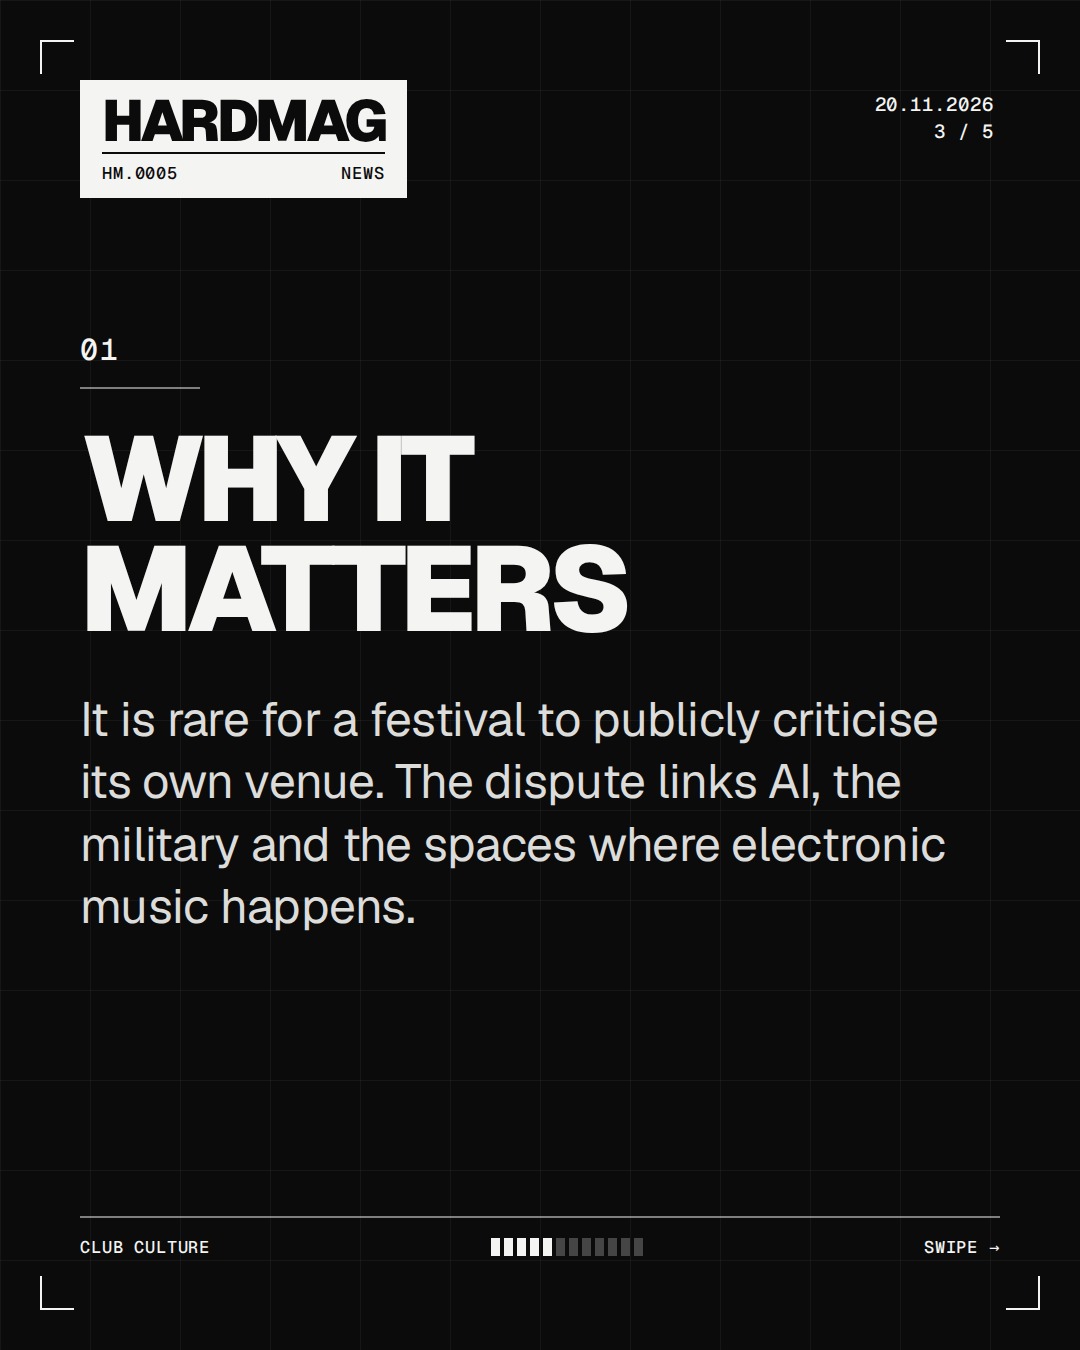 HARDMAG
HM.0005 NEWS
20.11.2026
3 / 5
01
WHY IT
MATTERS
It is rare for a festival to publicly criticise
its own venue. The dispute links AI, the
military and the spaces where electronic
music happens.
CLUB CULTURE
SWIPE →